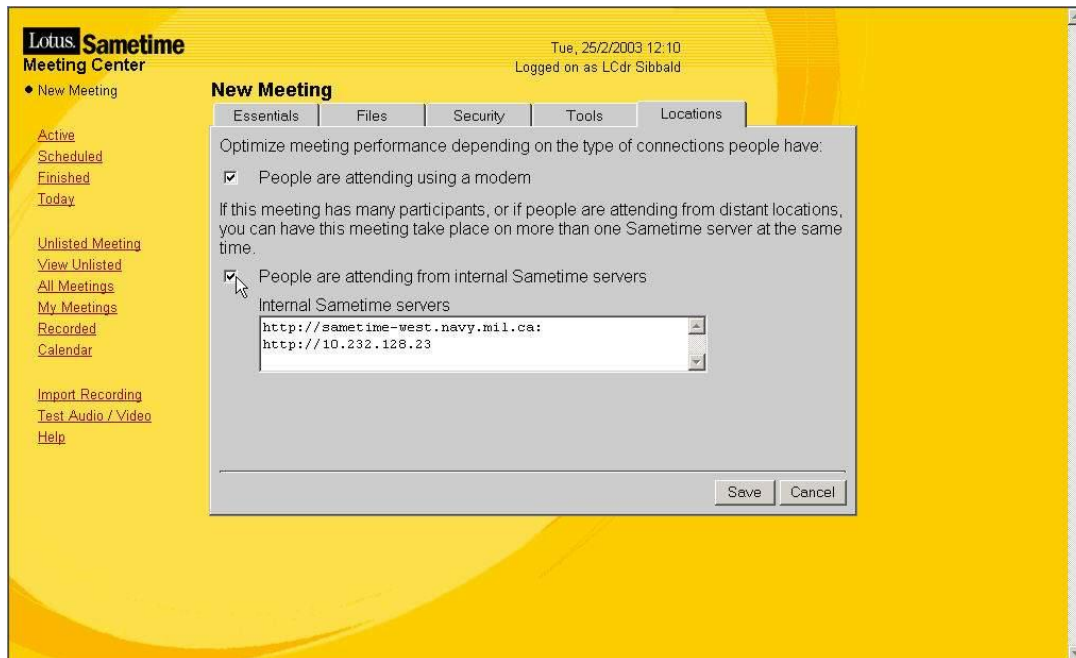 Lotus. Sametime
Meeting Center
Tue, 25/2/2003 12:10
Logged on as LCdr Sibbald
New Meeting
Active
Scheduled
Finished
Today
Unlisted Meeting
View Unlisted
All Meetings
My Meetings
Recorded
Calendar
Import Recording
Test Audio / Video
Help
New Meeting
Essentials
Files
Security
Tools
Locations
Optimize meeting performance depending on the type of connections people have:
People are attending using a modem
If this meeting has many participants, or if people are attending from distant locations,
you can have this meeting take place on more than one Sametime server at the same
time.
People are attending from internal Sametime servers
Internal Sametime servers
http://sametime-west.navy.mil.ca:
http://10.232.128.23
Save
Cancel